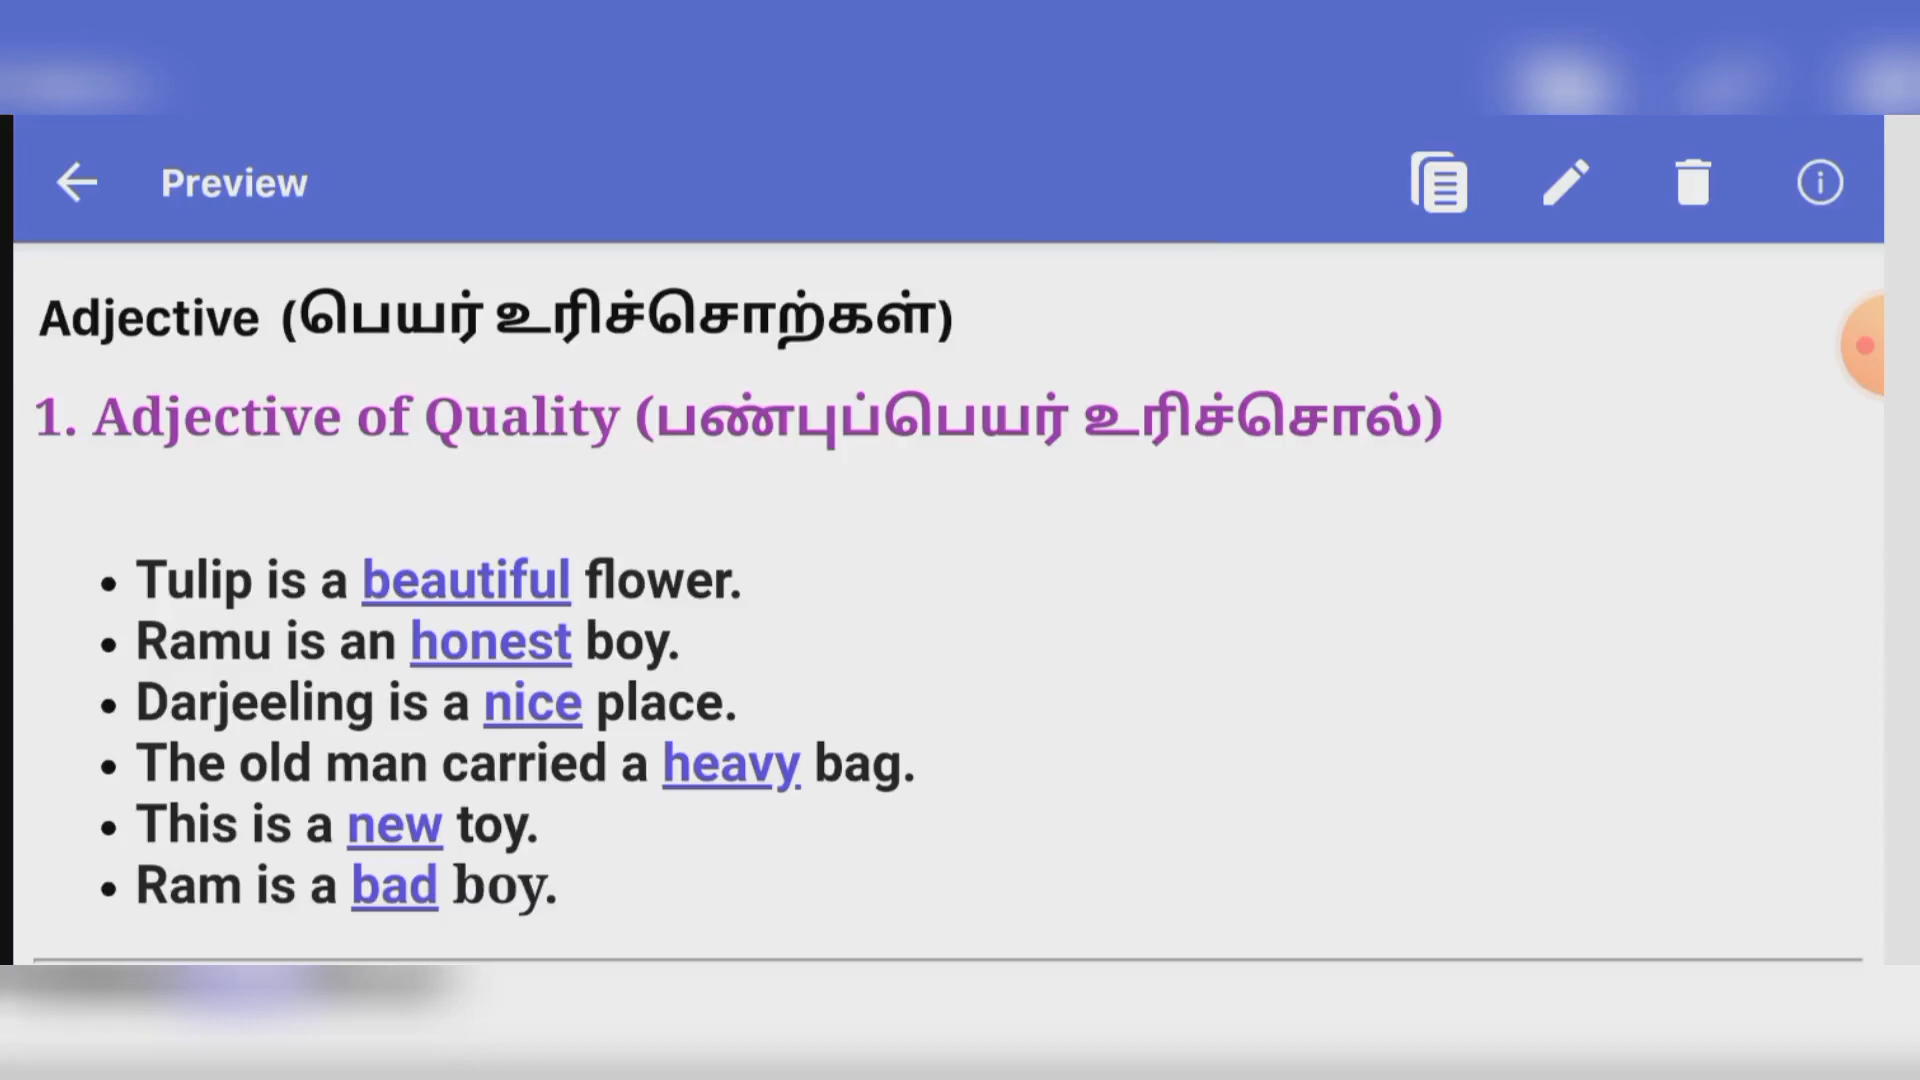 Preview
Adjective (பெயர் உரிச்சொற்கள்)
1. Adjective of Quality (பண்புப்பெயர் உரிச்சொல்)
• Tulip is a beautiful flower.
• Ramu is an honest boy.
• Darjeeling is a nice place.
• The old man carried a heavy bag.
• This is a new toy.
• Ram is a bad boy.